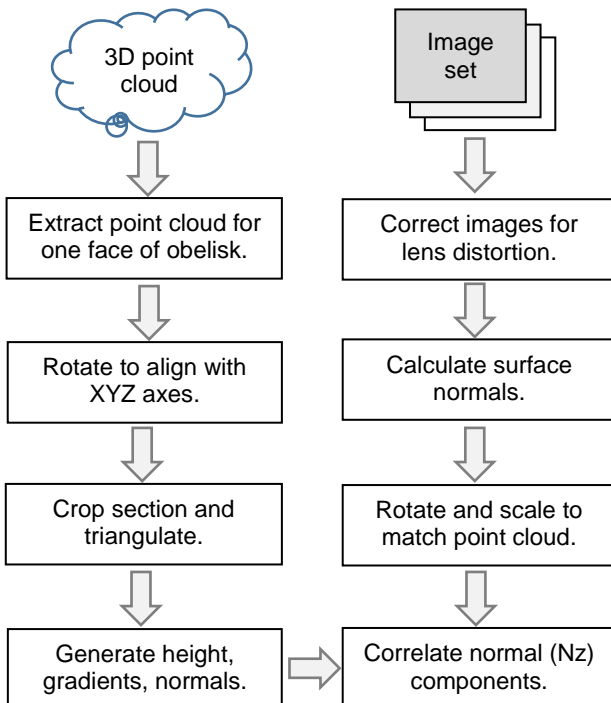 3D point
cloud
Extract point cloud for
one face of obelisk.
Rotate to align with
XYZ axes.
Crop section and
triangulate.
Generate height,
gradients, normals.
Image
set
Correct images for
lens distortion.
Calculate surface
normals.
Rotate and scale to
match point cloud.
Correlate normal (Nz)
components.